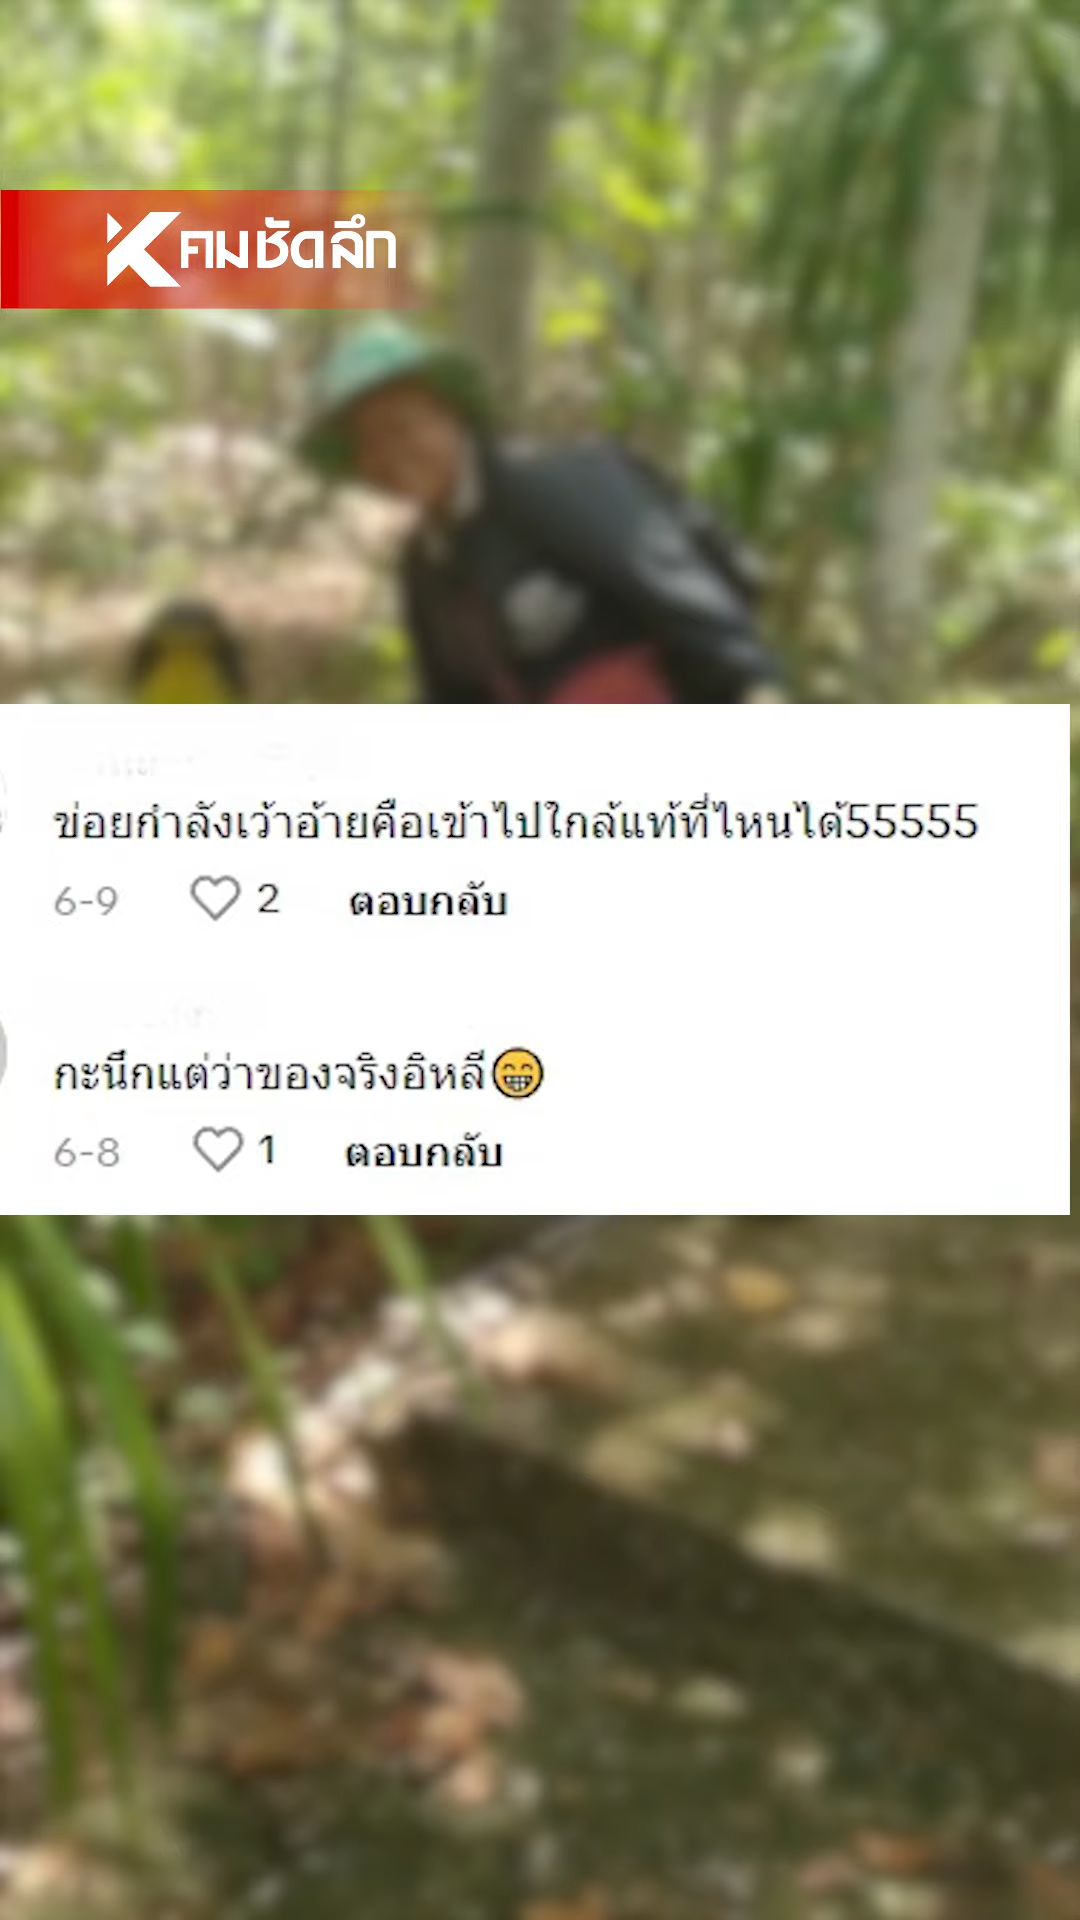 คมชัดลึก
ข่อยกำลังเว้าอ้ายคือเข้าไปใกล้แท้ที่ไหนได้55555
6-9 2 ตอบกลับ
กะนึกแต่ว่าของจริงอิหลี😁
6-8 1 ตอบกลับ